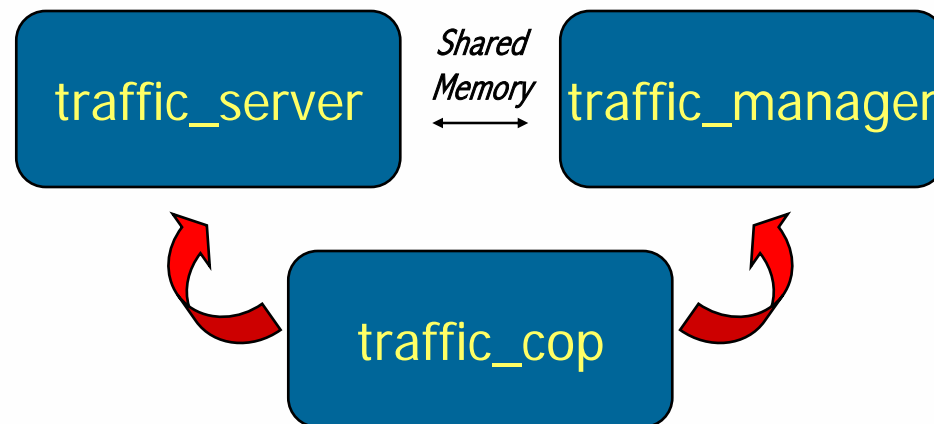 traffic_server
Shared
Memory
traffic_manager
traffic_cop